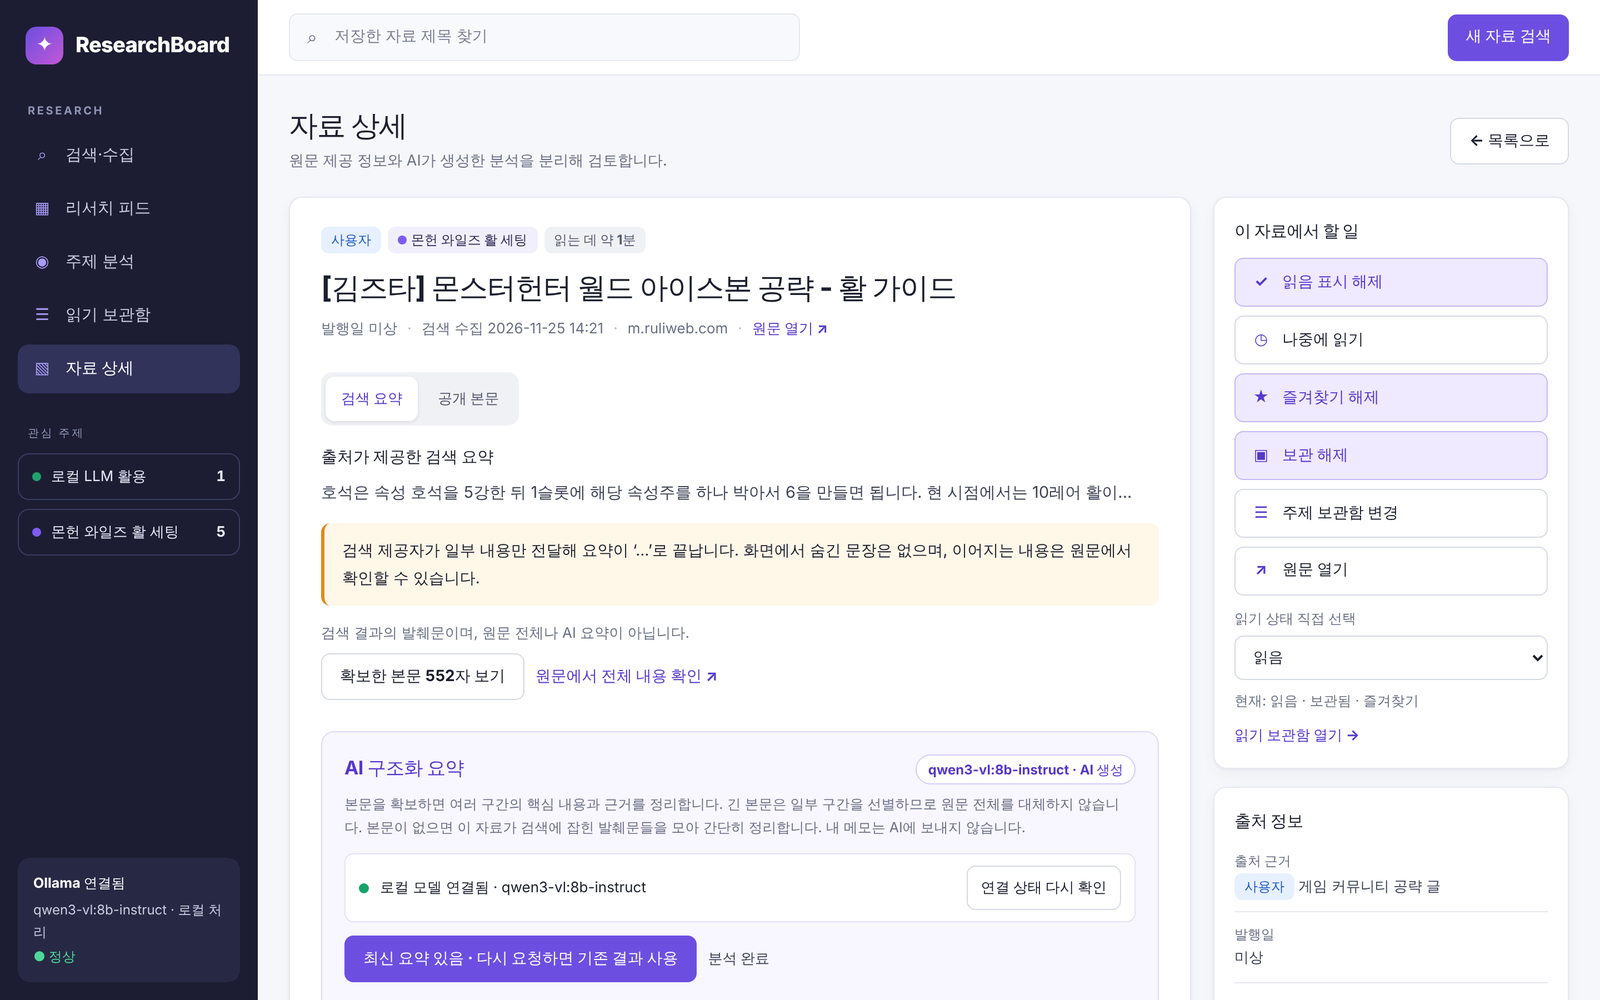 ResearchBoard
RESEARCH
검색·수집
리서치 피드
주제 분석
읽기 보관함
자료 상세
관심 주제
로컬 LLM 활용 1
몬헌 와일즈 활 세팅 5
Ollama 연결됨
qwen3-vl:8b-instruct · 로컬 처
리
정상
저장한 자료 제목 찾기
새 자료 검색
자료 상세
원문 제공 정보와 AI가 생성한 분석을 분리해 검토합니다.
← 목록으로
사용자 몬헌 와일즈 활 세팅 읽는 데 약 1분
[김즈타] 몬스터헌터 월드 아이스본 공략 - 활 가이드
발행일 미상 · 검색 수집 2026-11-25 14:21 · m.ruliweb.com · 원문 열기 ↗
검색 요약 공개 본문
출처가 제공한 검색 요약
호석은 속성 호석을 5강한 뒤 1슬롯에 해당 속성주를 하나 박아서 6을 만들면 됩니다. 현 시점에서는 10레어 활이...
검색 제공자가 일부 내용만 전달해 요약이 ‘...’로 끝납니다. 화면에서 숨긴 문장은 없으며, 이어지는 내용은 원문에서
확인할 수 있습니다.
검색 결과의 발췌문이며, 원문 전체나 AI 요약이 아닙니다.
확보한 본문 552자 보기 원문에서 전체 내용 확인 ↗
AI 구조화 요약 qwen3-vl:8b-instruct · AI 생성
본문을 확보하면 여러 구간의 핵심 내용과 근거를 정리합니다. 긴 본문은 일부 구간을 선별하므로 원문 전체를 대체하지 않습니
다. 본문이 없으면 이 자료가 검색에 잡힌 발췌문들을 모아 간단히 정리합니다. 내 메모는 AI에 보내지 않습니다.
로컬 모델 연결됨 · qwen3-vl:8b-instruct 연결 상태 다시 확인
최신 요약 있음 · 다시 요청하면 기존 결과 사용 분석 완료
이 자료에서 할 일
✓ 읽음 표시 해제
나중에 읽기
★ 즐겨찾기 해제
보관 해제
주제 보관함 변경
↗ 원문 열기
읽기 상태 직접 선택
읽음
현재: 읽음 · 보관됨 · 즐겨찾기
읽기 보관함 열기 →
출처 정보
출처 근거
사용자 게임 커뮤니티 공략 글
발행일
미상